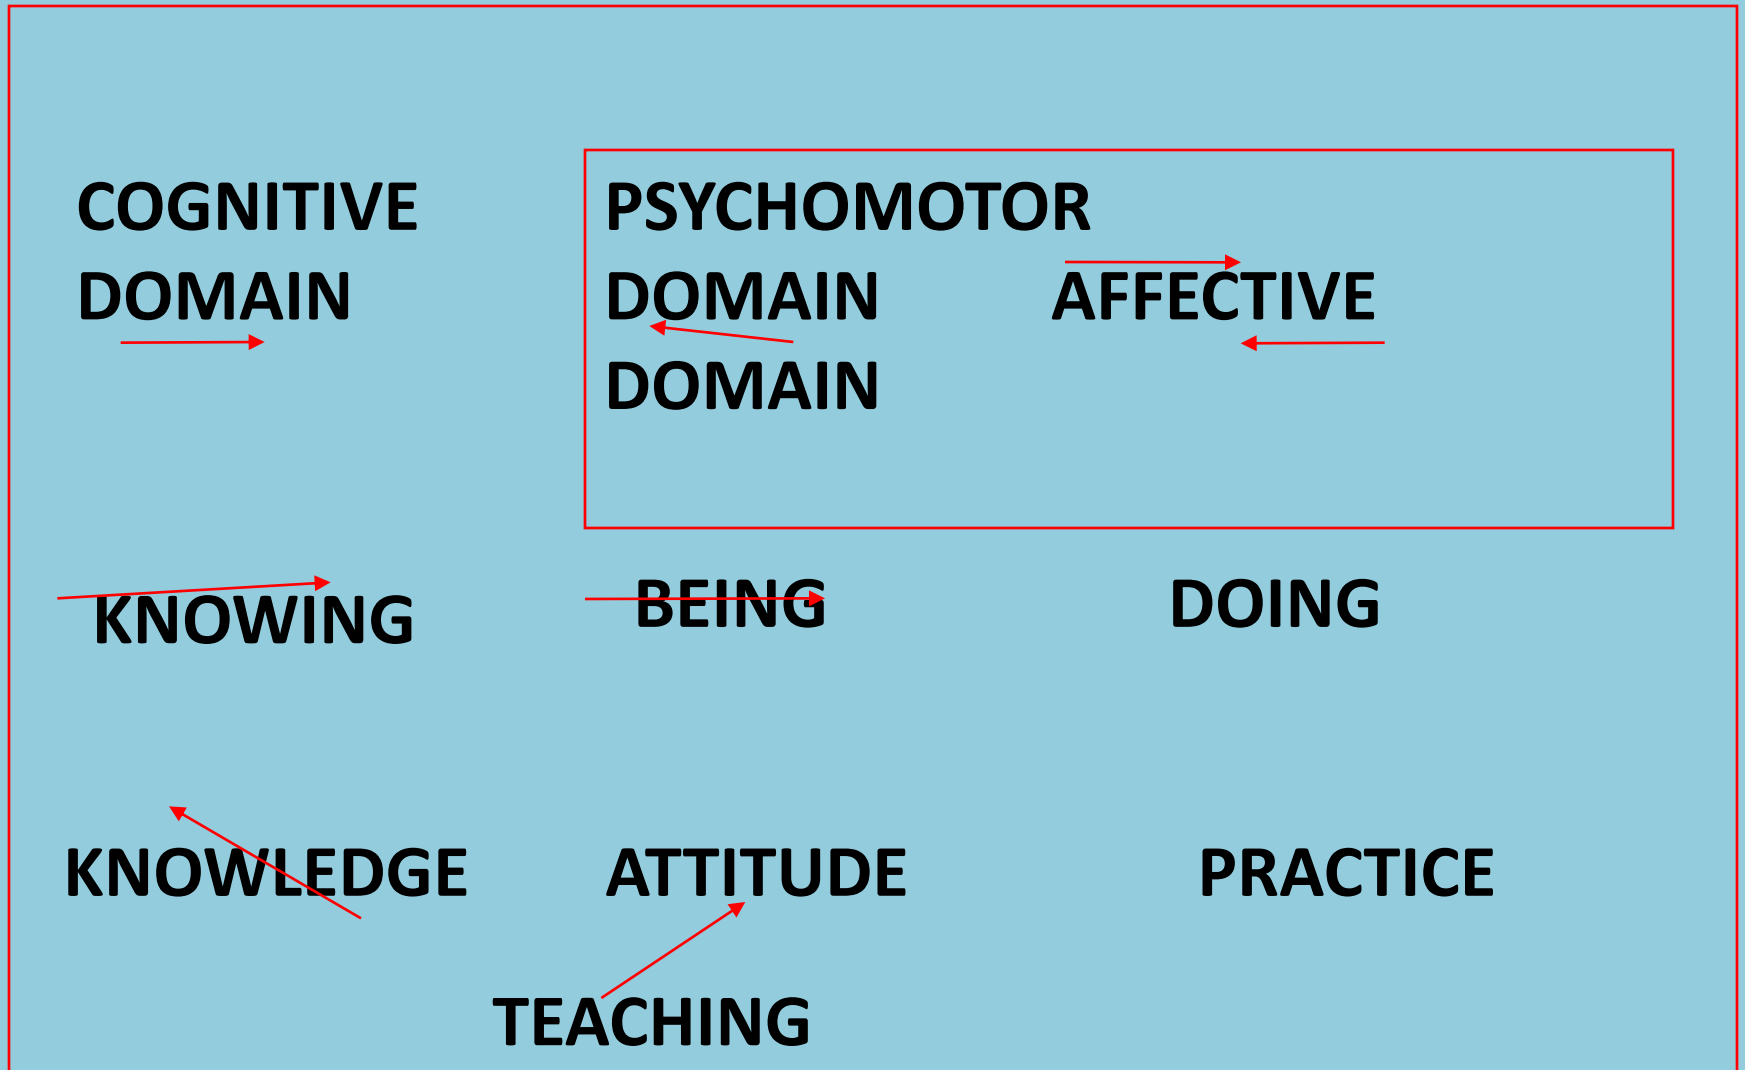 COGNITIVE PSYCHOMOTOR
DOMAIN DOMAIN AFFECTIVE
DOMAIN
KNOWING BEING DOING
KNOWLEDGE ATTITUDE PRACTICE
TEACHING